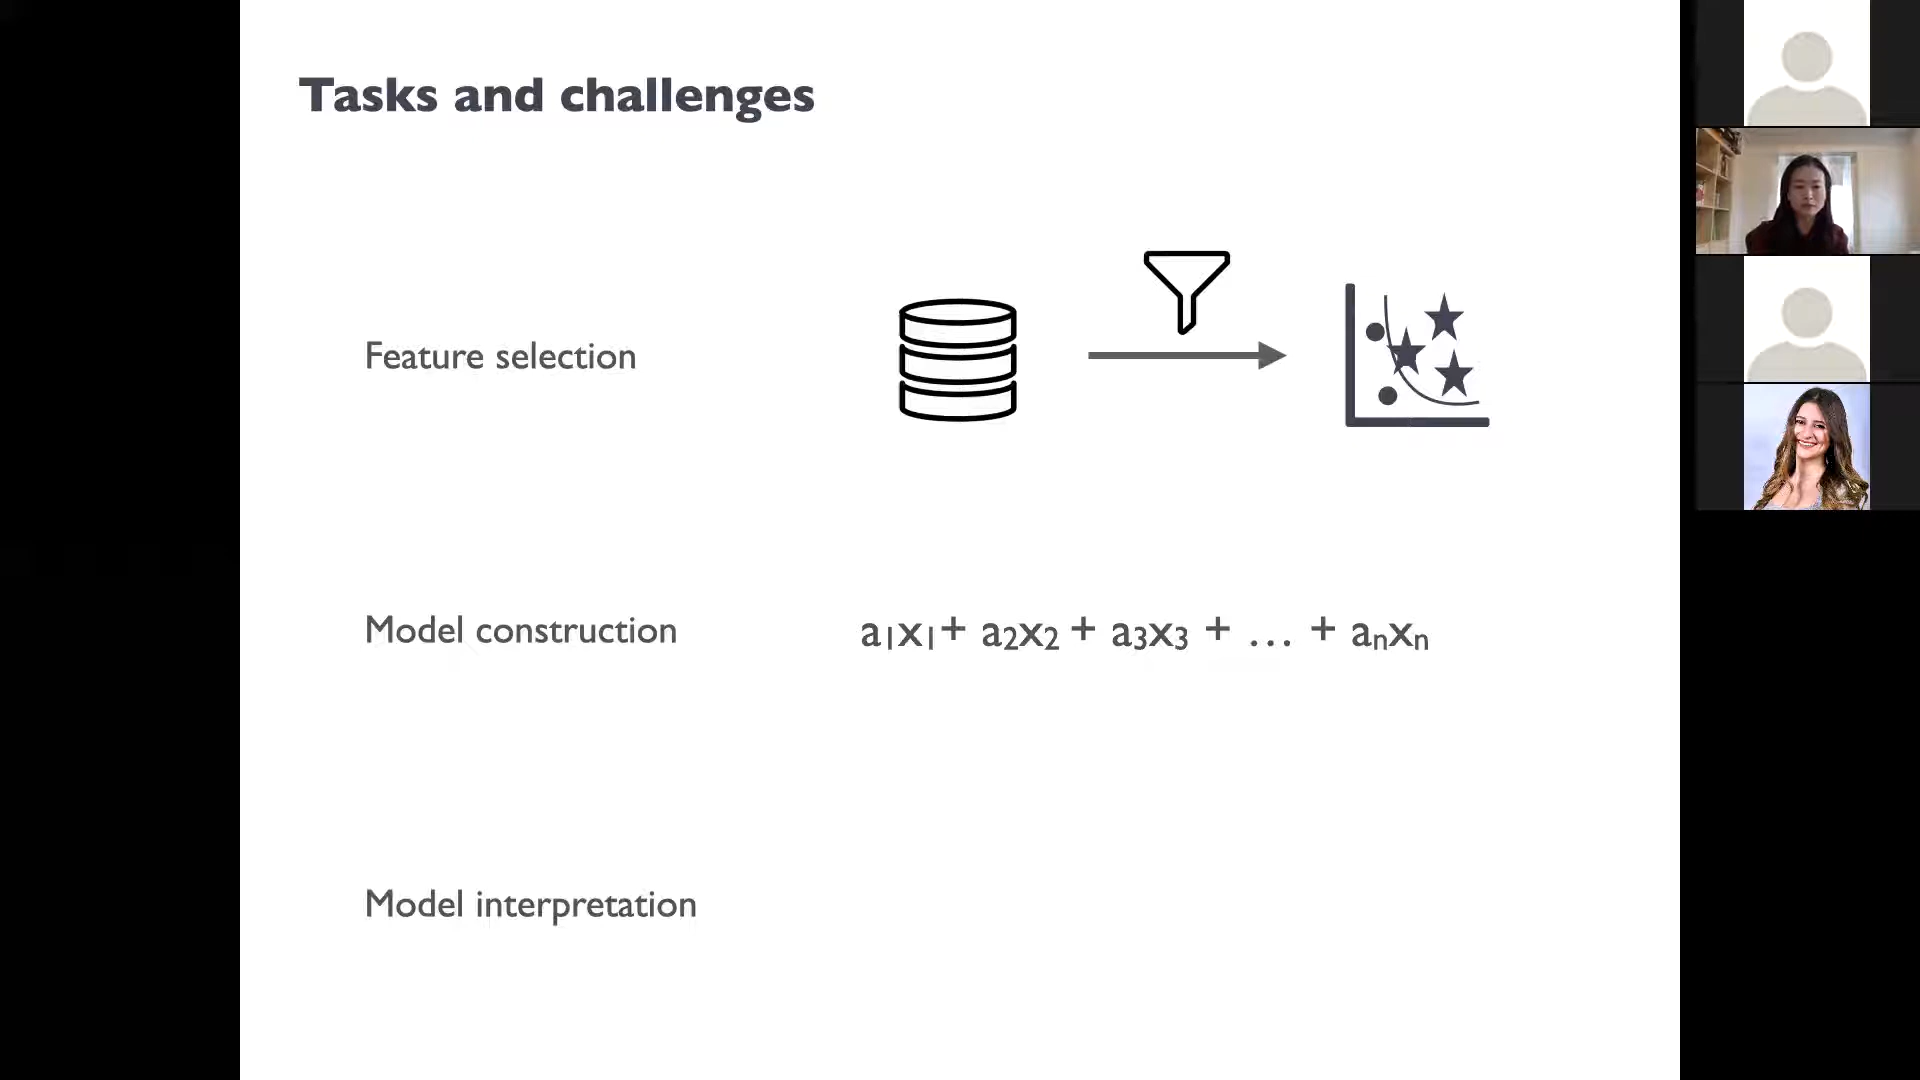 Tasks and challenges
Feature selection
Model construction
a₁x₁+ a₂x₂ + a₃x₃ + … + aₙxₙ
Model interpretation